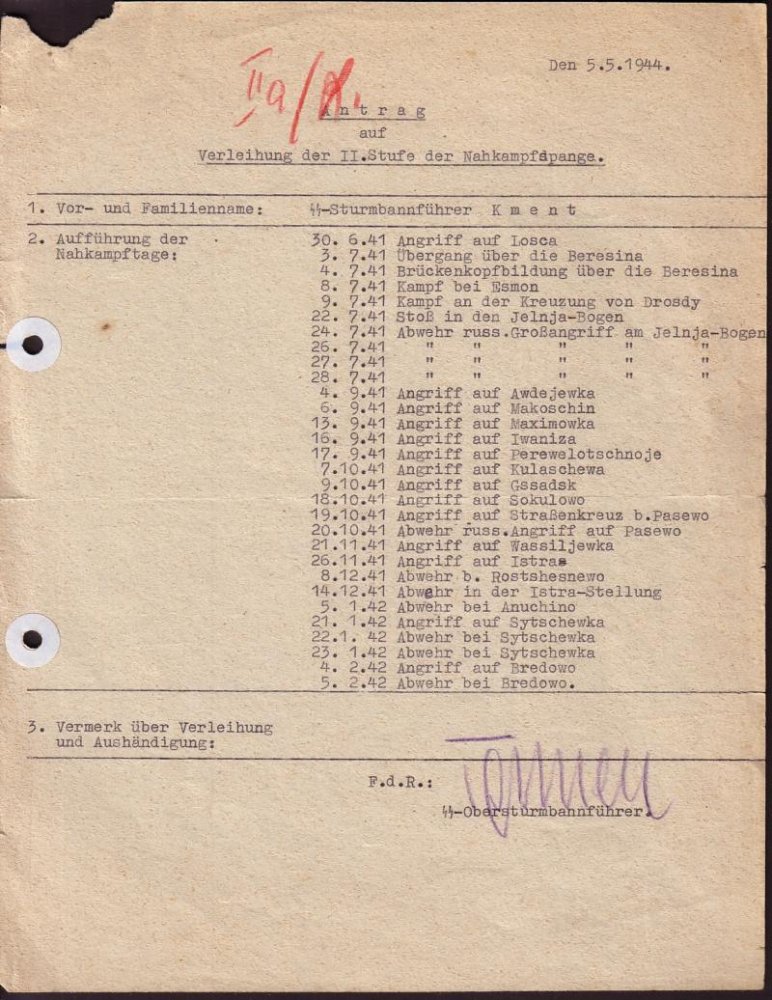 IIa/
Den 5.5.1944.
Antrag
auf
Verleihung der II.Stufe der Nahkampfspange.
1. Vor- und Familienname: ᛋᛋ-Sturmbannführer K m e n t
2. Aufführung der
Nahkampftage:
30. 6.41 Angriff auf Losca
3. 7.41 Übergang über die Beresina
4. 7.41 Brückenkopfbildung über die Beresina
8. 7.41 Kampf bei Esmon
9. 7.41 Kampf an der Kreuzung von Drosdy
22. 7.41 Stoß in den Jelnja-Bogen
24. 7.41 Abwehr russ.Großangriff am Jelnja-Bogen
26. 7.41 " " " " "
27. 7.41 " " " " "
28. 7.41 " " " " "
4. 9.41 Angriff auf Awdejewka
6. 9.41 Angriff auf Makoschin
13. 9.41 Angriff auf Maximowka
16. 9.41 Angriff auf Iwaniza
17. 9.41 Angriff auf Perewelotschnoje
7.10.41 Angriff auf Kulaschewa
9.10.41 Angriff auf Gssadsk
18.10.41 Angriff auf Sokulowo
19.10.41 Angriff auf Straßenkreuz b.Pasewo
20.10.41 Abwehr russ.Angriff auf Pasewo
21.11.41 Angriff auf Wassiljewka
26.11.41 Angriff auf Istras
8.12.41 Abwehr b. Rostshesnewo
14.12.41 Abwehr in der Istra-Stellung
5. 1.42 Abwehr bei Anuchino
21. 1.42 Angriff auf Sytschewka
22.1. 42 Abwehr bei Sytschewka
23. 1.42 Abwehr bei Sytschewka
4. 2.42 Angriff auf Bredowo
5. 2.42 Abwehr bei Bredowo.
3. Vermerk über Verleihung
und Aushändigung:
F.d.R.:
ᛋᛋ-Obersturmbannführer.